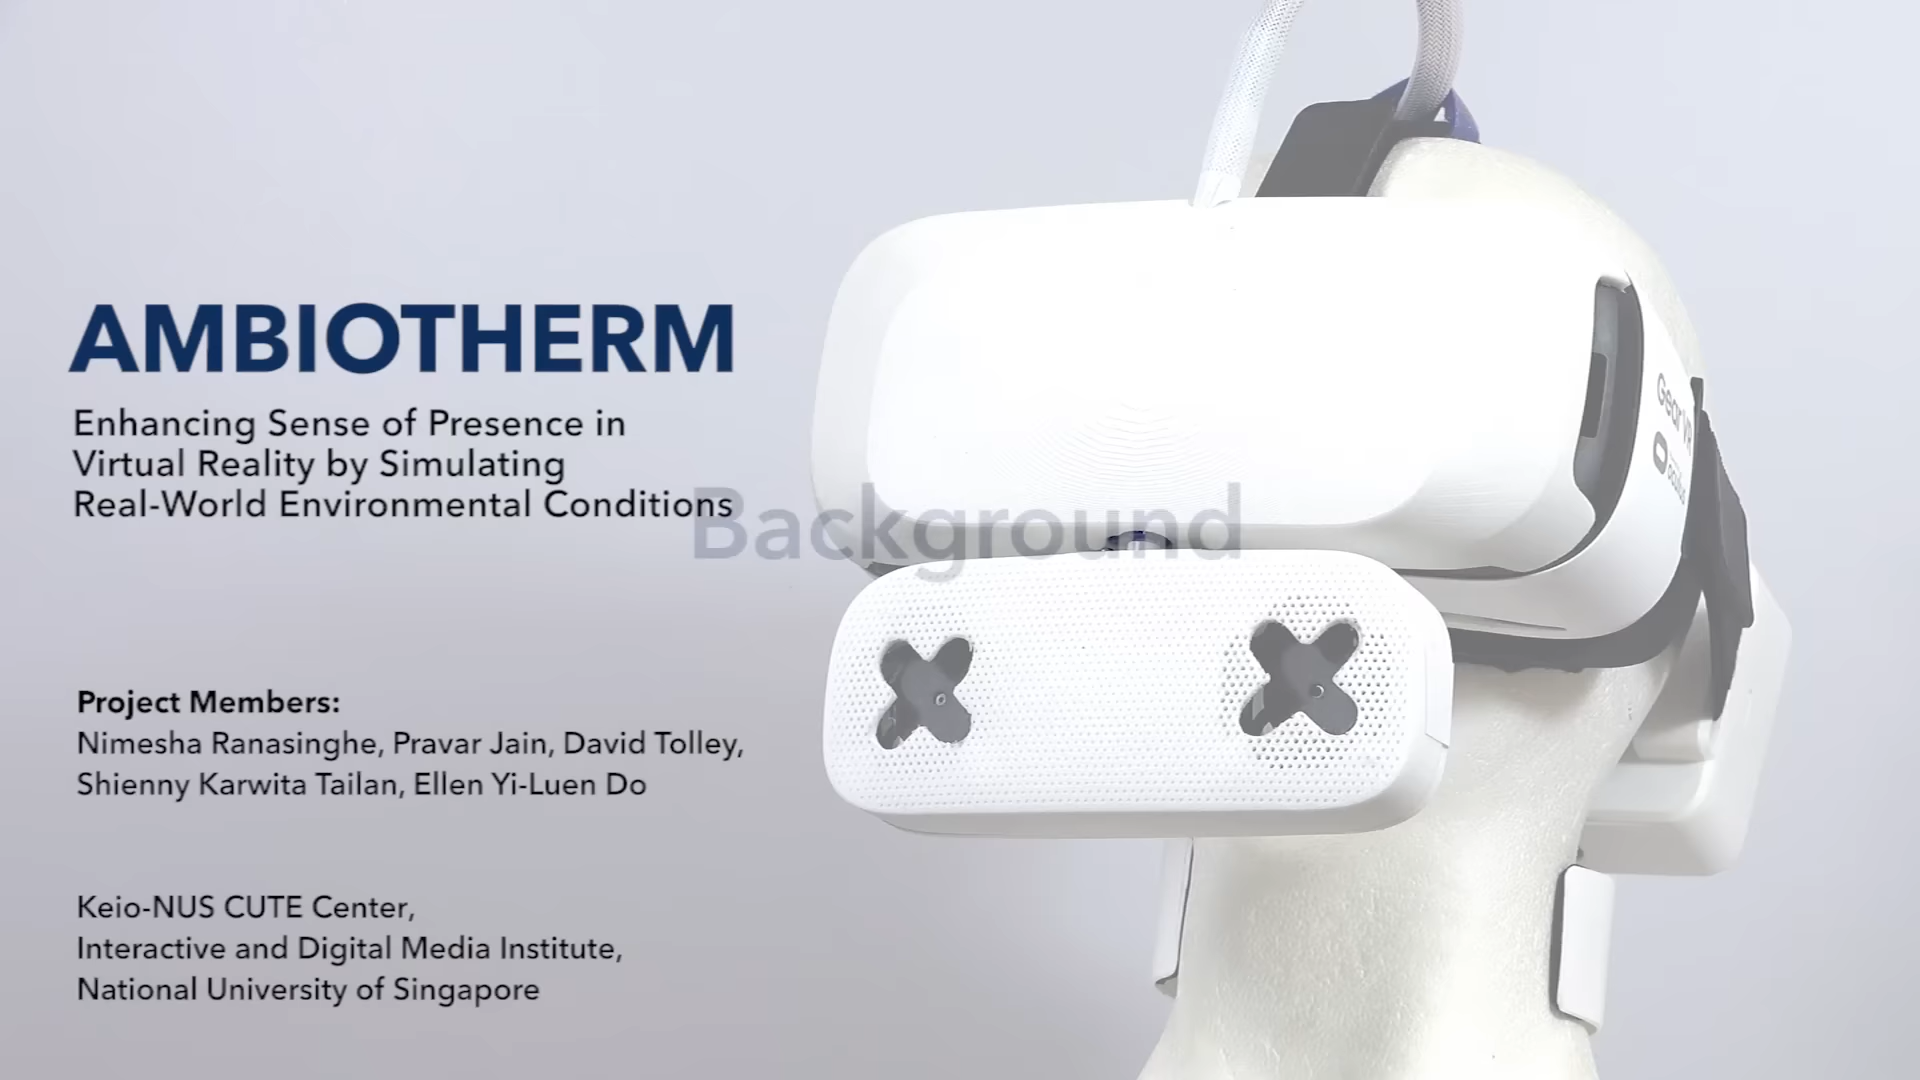 AMBIOTHERM
Enhancing Sense of Presence in
Virtual Reality by Simulating
Real-World Environmental Conditions
Background
Project Members:
Nimesha Ranasinghe, Pravar Jain, David Tolley,
Shienny Karwita Tailan, Ellen Yi-Luen Do
Keio-NUS CUTE Center,
Interactive and Digital Media Institute,
National University of Singapore
Gear VR
oculus